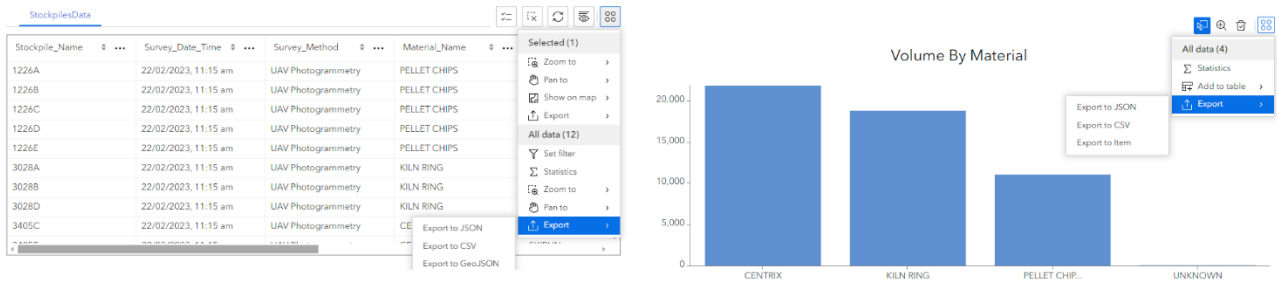 StockpilesData
Stockpile_Name Survey_Date_Time Survey_Method Material_Name
1226A 22/02/2023, 11:15 am UAV Photogrammetry PELLET CHIPS
1226B 22/02/2023, 11:15 am UAV Photogrammetry PELLET CHIPS
1226C 22/02/2023, 11:15 am UAV Photogrammetry PELLET CHIPS
1226D 22/02/2023, 11:15 am UAV Photogrammetry PELLET CHIPS
1226E 22/02/2023, 11:15 am UAV Photogrammetry PELLET CHIPS
3028A 22/02/2023, 11:15 am UAV Photogrammetry KILN RING
3028B 22/02/2023, 11:15 am UAV Photogrammetry KILN RING
3028D 22/02/2023, 11:15 am UAV Photogrammetry KILN RING
3405C 22/02/2023, 11:15 am UAV Photogrammetry CE
Selected (1)
Zoom to
Pan to
Show on map
Export
All data (12)
Set filter
Statistics
Zoom to
Pan to
Export
Export to JSON
Export to CSV
Export to GeoJSON
Volume By Material
20,000
15,000
10,000
5,000
0
CENTRIX KILN RING PELLET CHIP... UNKNOWN
All data (4)
Statistics
Add to table
Export
Export to JSON
Export to CSV
Export to Item